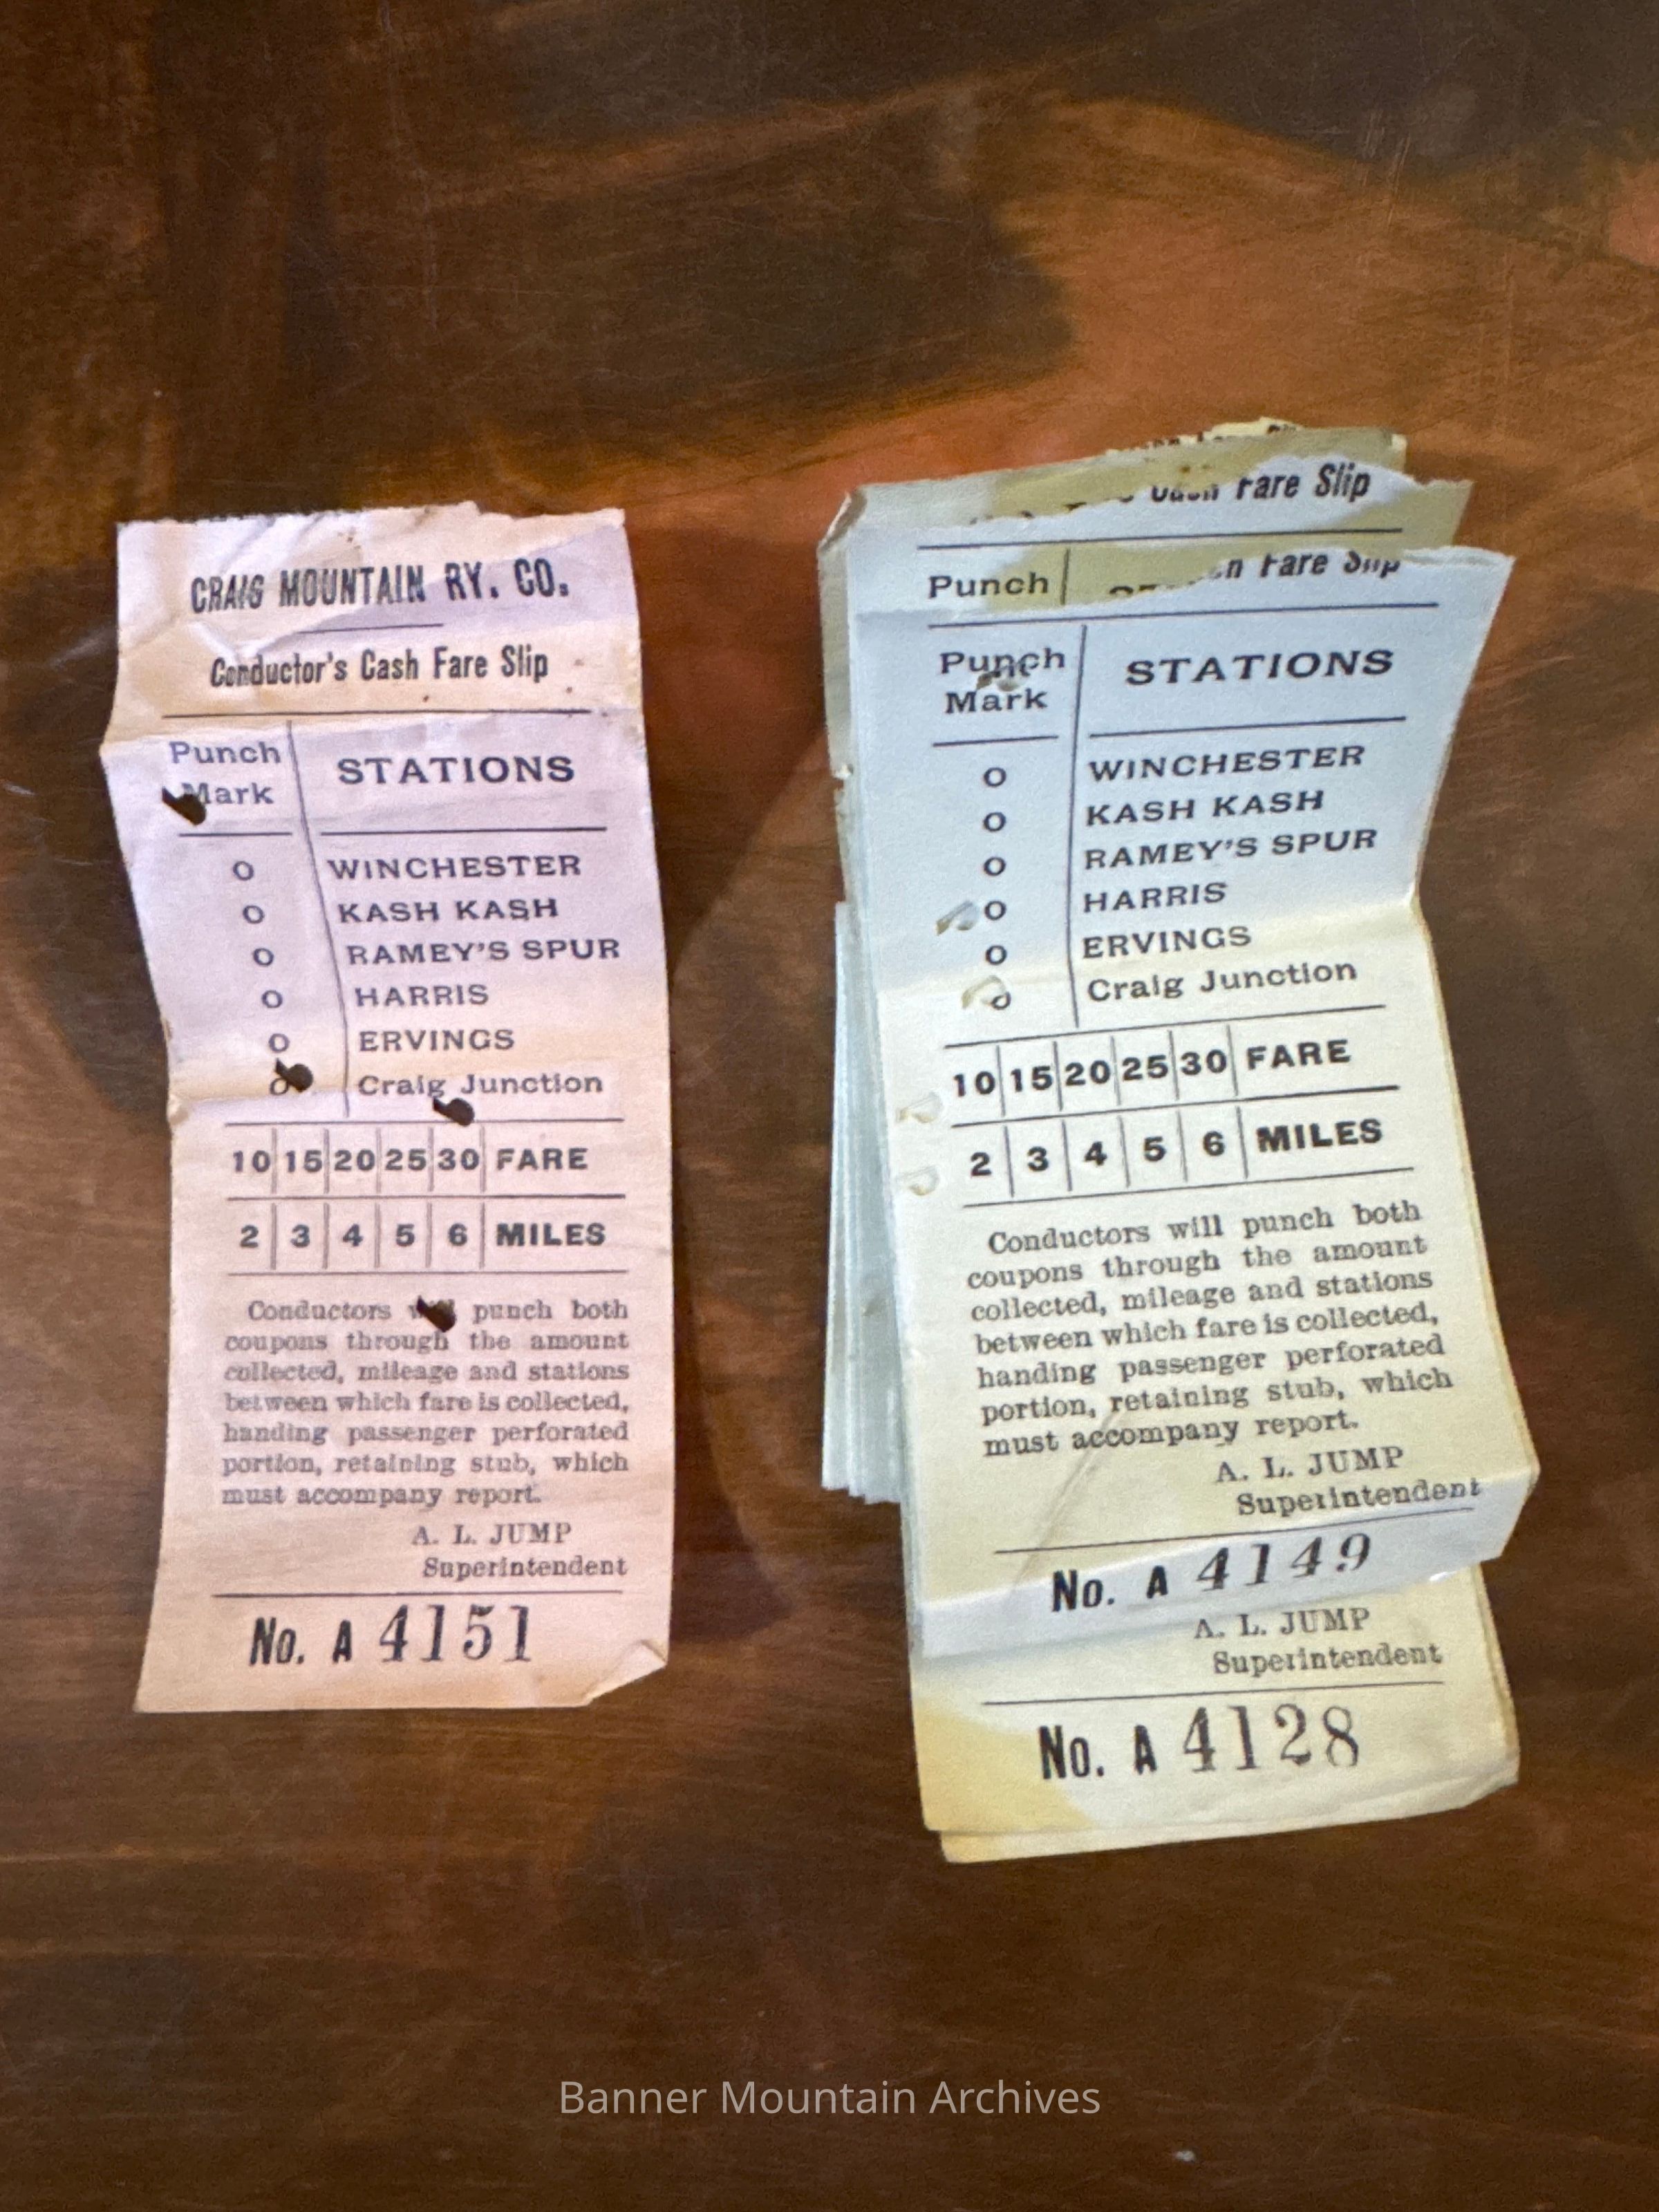 CRAIG MOUNTAIN RY. CO.
Conductor's Cash Fare Slip
Punch
Mark
STATIONS
O WINCHESTER
O KASH KASH
O RAMEY'S SPUR
O HARRIS
O ERVINGS
O Craig Junction
10 15 20 25 30 FARE
2 3 4 5 6 MILES
Conductors will punch both
coupons through the amount
collected, mileage and stations
between which fare is collected,
handing passenger perforated
portion, retaining stub, which
must accompany report.
A. L. JUMP
Superintendent
No. A 4151
Cash Fare Slip
Punch
Fare Slip
Punch
Mark
STATIONS
O WINCHESTER
O KASH KASH
O RAMEY'S SPUR
O HARRIS
O ERVINGS
O Craig Junction
10 15 20 25 30 FARE
2 3 4 5 6 MILES
Conductors will punch both
coupons through the amount
collected, mileage and stations
between which fare is collected,
handing passenger perforated
portion, retaining stub, which
must accompany report.
A. L. JUMP
Superintendent
No. A 4149
A. L. JUMP
Superintendent
No. A 4128
Banner Mountain Archives